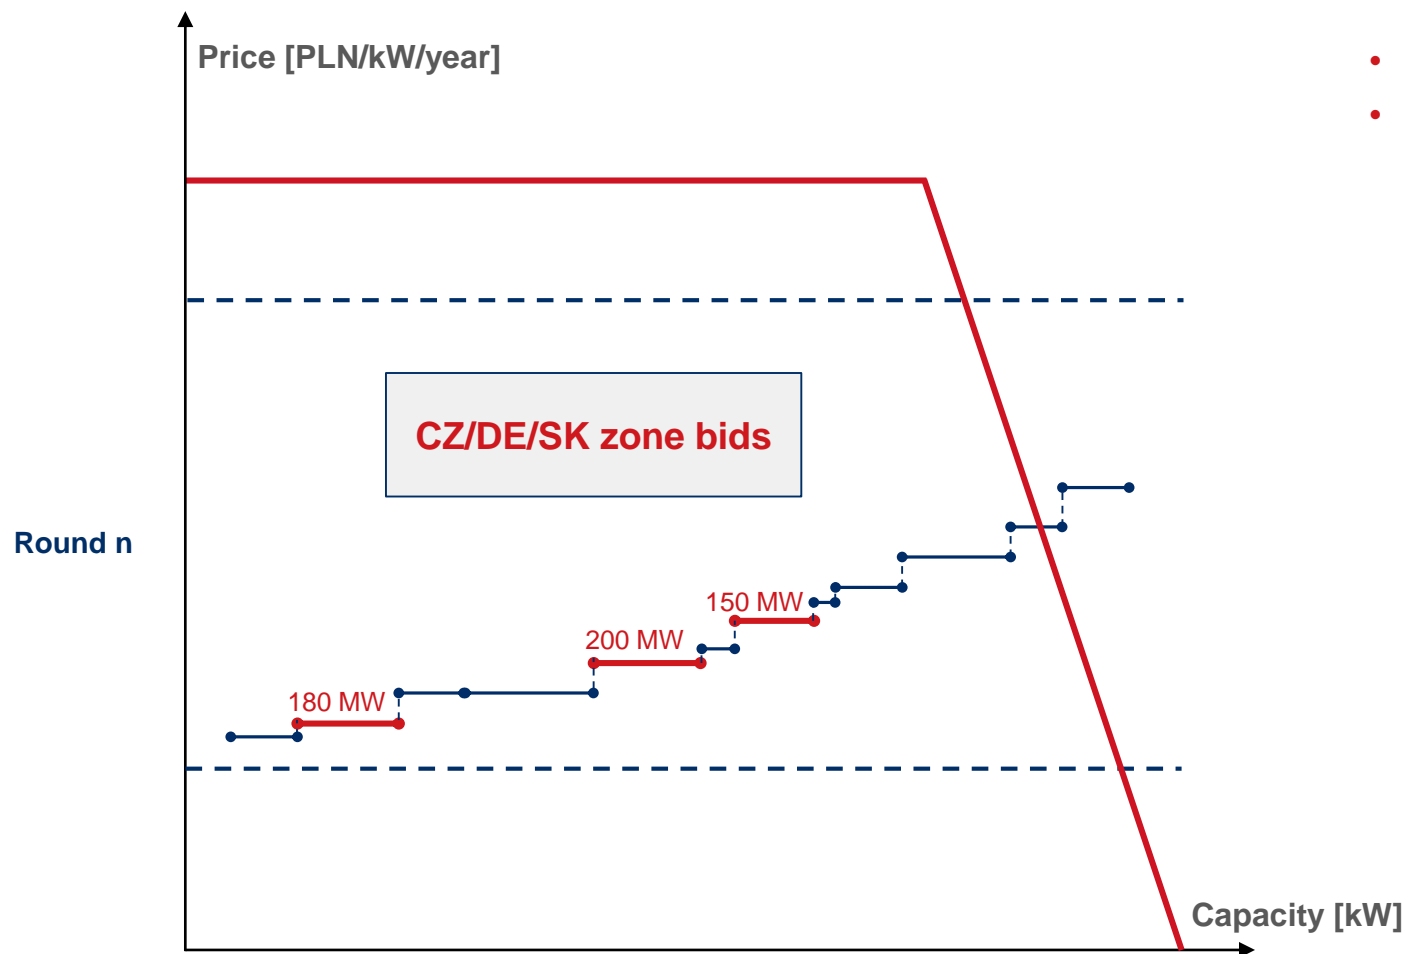 Price [PLN/kW/year]
CZ/DE/SK zone bids
Round n
150 MW
200 MW
180 MW
Capacity [kW]